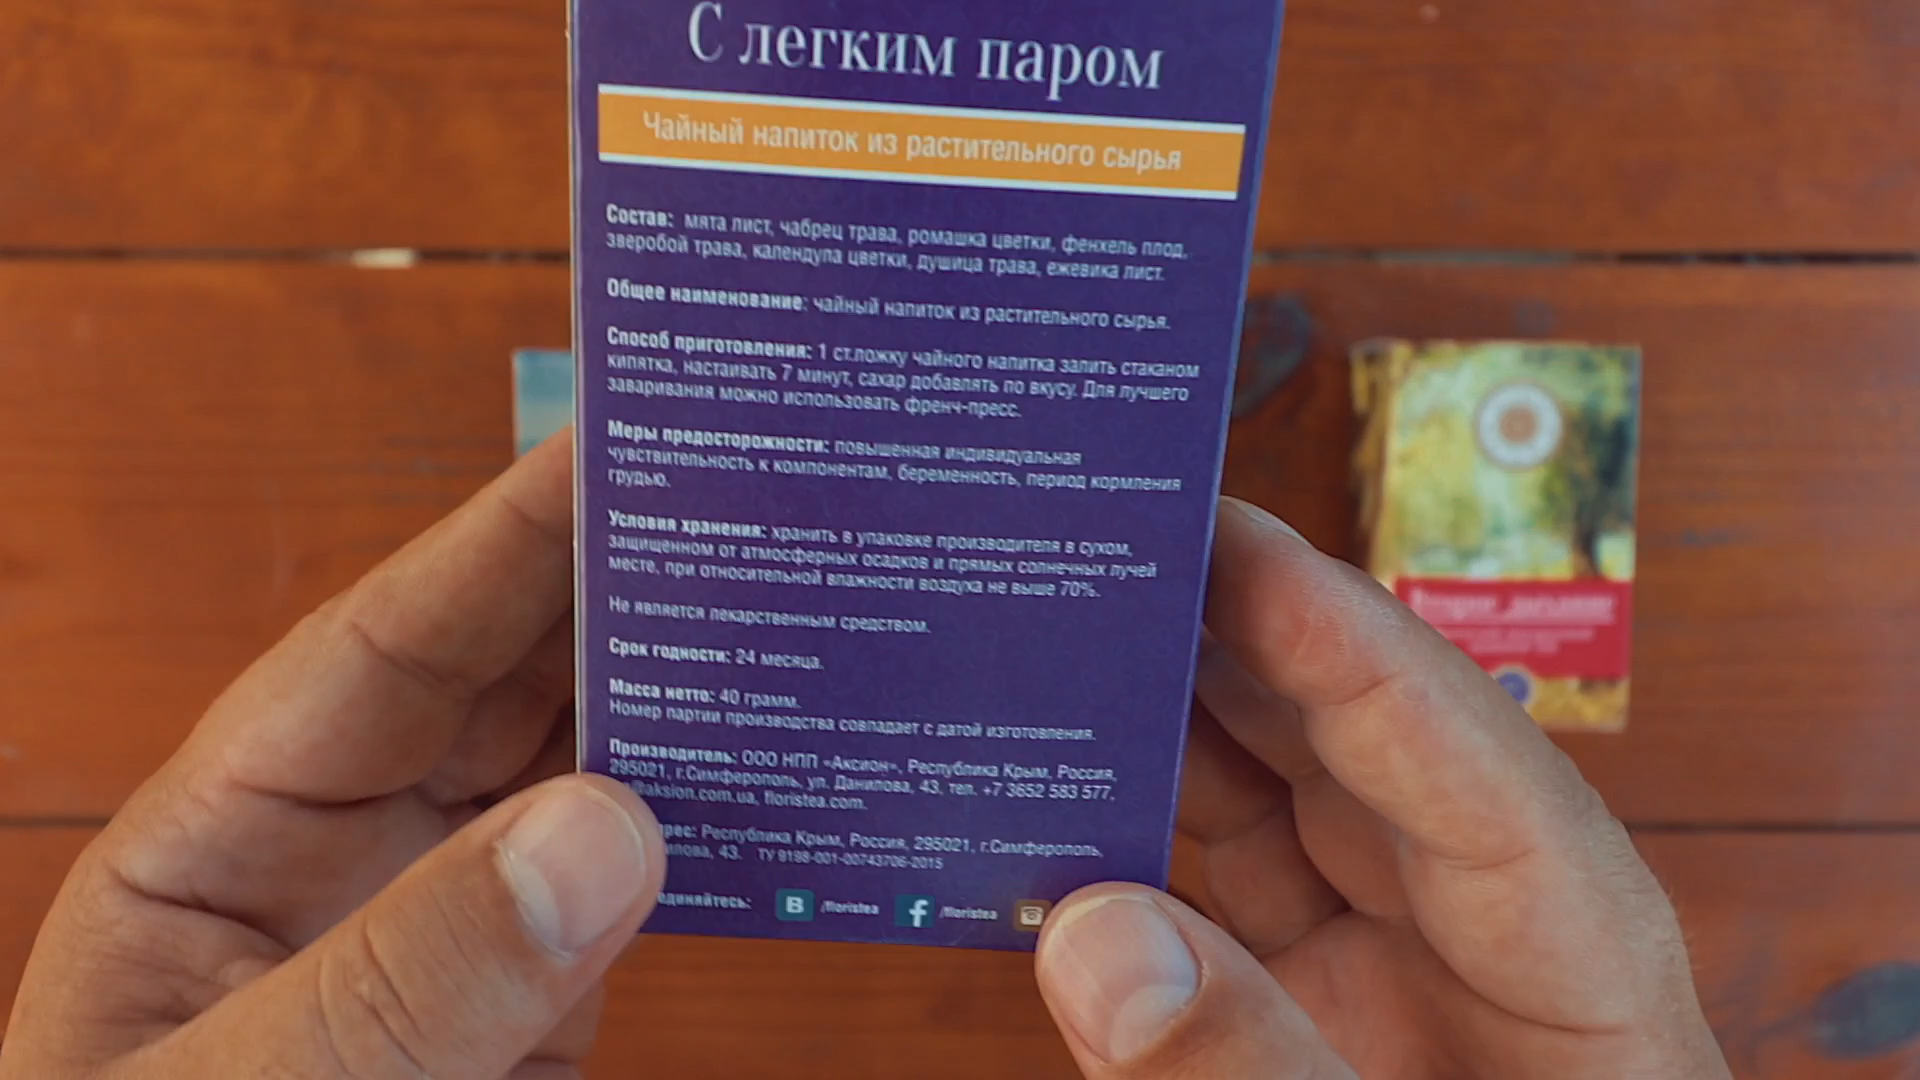 С легким паром
Чайный напиток из растительного сырья
Состав: мята лист, чабрец трава, ромашка цветки, фенхель плод,
зверобой трава, календула цветки, душица трава, ежевика лист.
Общее наименование: чайный напиток из растительного сырья.
Способ приготовления: 1 ст.ложку чайного напитка залить стаканом
кипятка, настаивать 7 минут, сахар добавлять по вкусу. Для лучшего
заваривания можно использовать френч-пресс.
Меры предосторожности: повышенная индивидуальная
чувствительность к компонентам, беременность, период кормления
грудью.
Условия хранения: хранить в упаковке производителя в сухом,
защищенном от атмосферных осадков и прямых солнечных лучей
месте, при относительной влажности воздуха не выше 70%.
Не является лекарственным средством.
Срок годности: 24 месяца.
Масса нетто: 40 грамм.
Номер партии производства совпадает с датой изготовления.
Производитель: ООО НПП «Аксион», Республика Крым, Россия,
295021, г.Симферополь, ул. Данилова, 43, тел. +7 3652 583 577,
@aksion.com.ua, floristea.com.
рес: Республика Крым, Россия, 295021, г.Симферополь,
илова, 43. ТУ 9198-001-00743706-2015
единяйтесь: В /floristea f /floristea